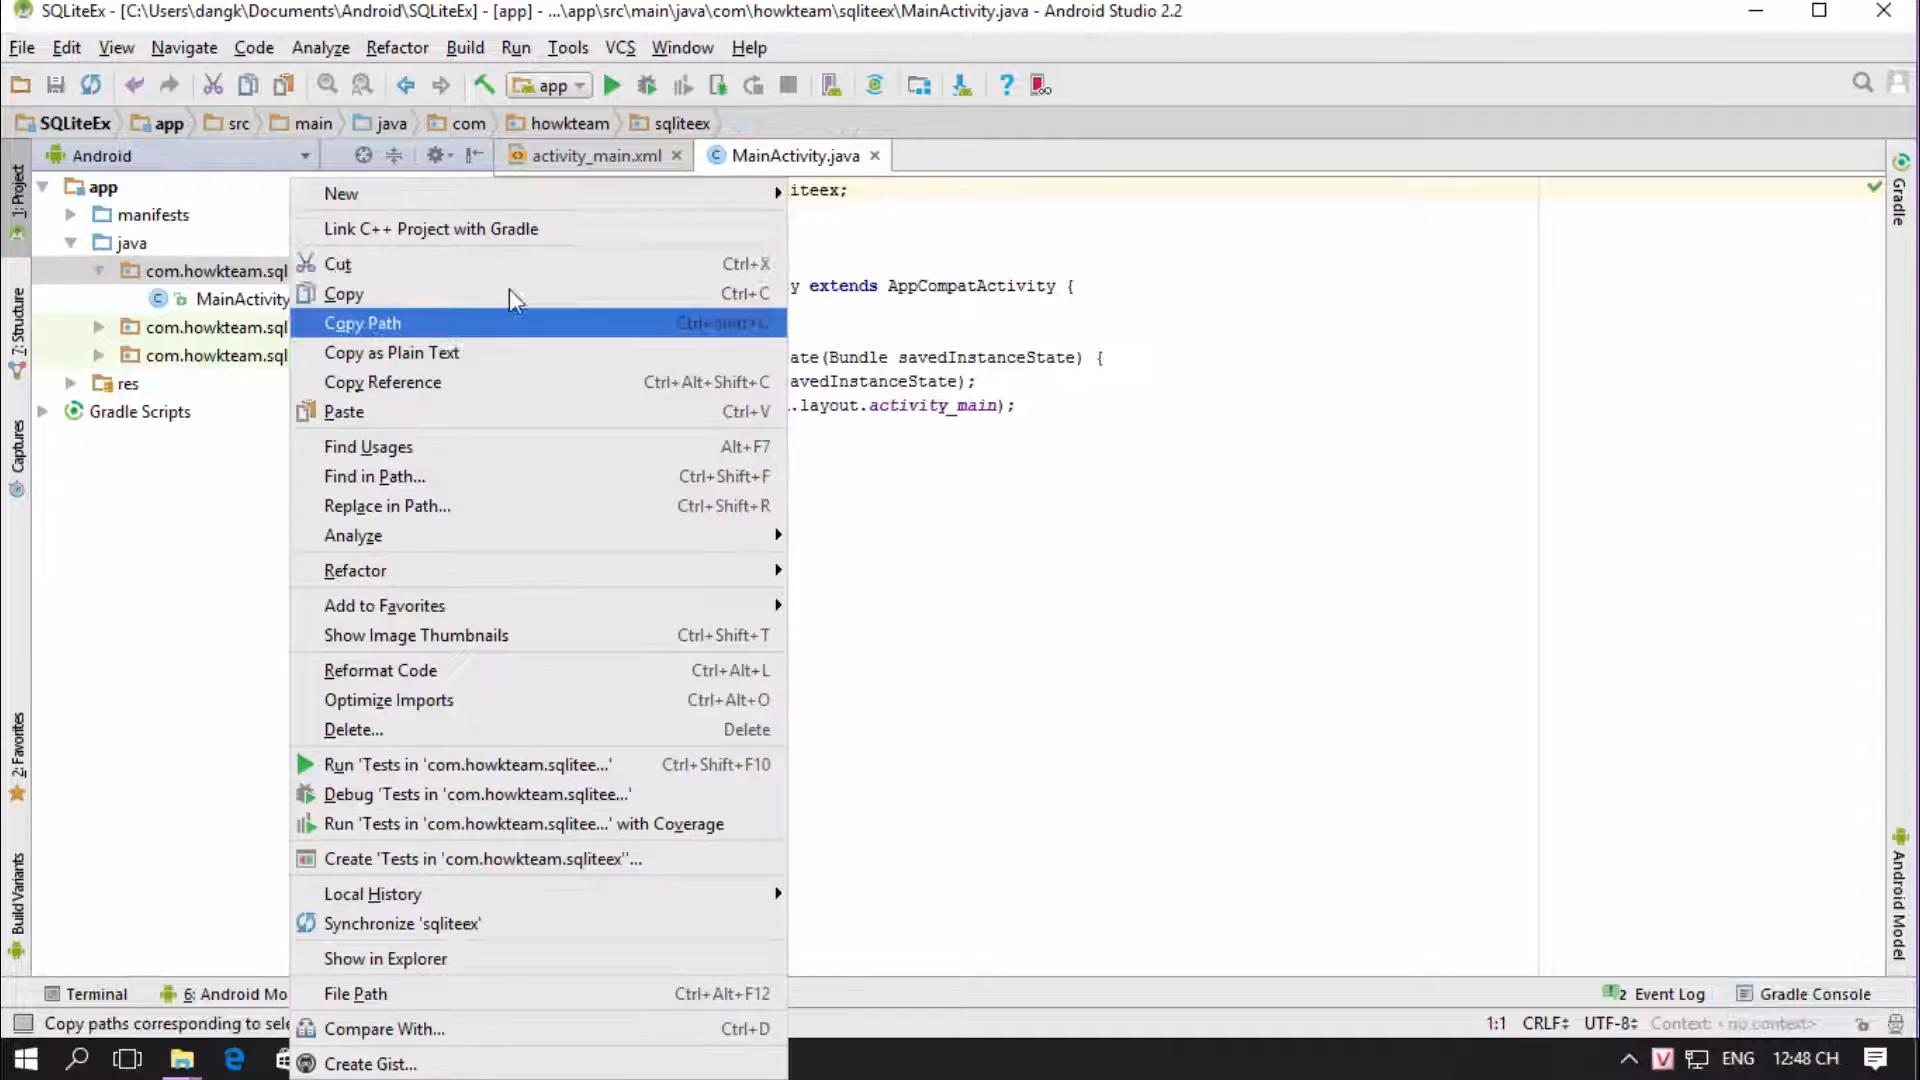 SQLiteEx - [C:\Users\dangk\Documents\Android\SQLiteEx] - [app] - ...\app\src\main\java\com\howkteam\sqliteex\MainActivity.java - Android Studio 2.2
File Edit View Navigate Code Analyze Refactor Build Run Tools VCS Window Help
app
SQLiteEx app src main java com howkteam sqliteex
Android activity_main.xml MainActivity.java
1: Project
7: Structure
Captures
2: Favorites
Build Variants
app
manifests
java
com.howkteam.sql
MainActivity
com.howkteam.sql
com.howkteam.sql
res
Gradle Scripts
New
Link C++ Project with Gradle
Cut Ctrl+X
Copy Ctrl+C
Copy Path Ctrl+Shift+C
Copy as Plain Text
Copy Reference Ctrl+Alt+Shift+C
Paste Ctrl+V
Find Usages Alt+F7
Find in Path... Ctrl+Shift+F
Replace in Path... Ctrl+Shift+R
Analyze
Refactor
Add to Favorites
Show Image Thumbnails Ctrl+Shift+T
Reformat Code Ctrl+Alt+L
Optimize Imports Ctrl+Alt+O
Delete... Delete
Run 'Tests in 'com.howkteam.sqlitee...' Ctrl+Shift+F10
Debug 'Tests in 'com.howkteam.sqlitee...'
Run 'Tests in 'com.howkteam.sqlitee...' with Coverage
Create 'Tests in 'com.howkteam.sqliteex''...
Local History
Synchronize 'sqliteex'
Show in Explorer
File Path Ctrl+Alt+F12
Compare With... Ctrl+D
Create Gist...
iteex;
y extends AppCompatActivity {
ate(Bundle savedInstanceState) {
avedInstanceState);
.layout.activity_main);
Gradle
Android Model
Terminal 6: Android Mo 2 Event Log Gradle Console
Copy paths corresponding to sele 1:1 CRLF UTF-8 Context: <no context>
V ENG 12:48 CH